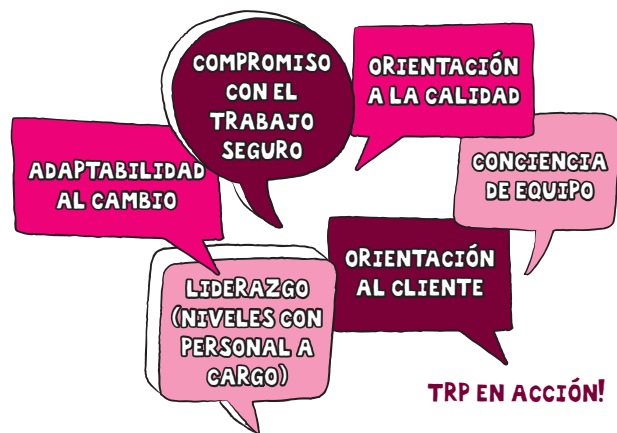 COMPROMISO
CON EL
TRABAJO
SEGURO
ORIENTACIÓN
A LA CALIDAD
ADAPTABILIDAD
AL CAMBIO
CONCIENCIA
DE EQUIPO
ORIENTACIÓN
AL CLIENTE
LIDERAZGO
(NIVELES CON
PERSONAL A
CARGO)
TRP EN ACCIÓN!